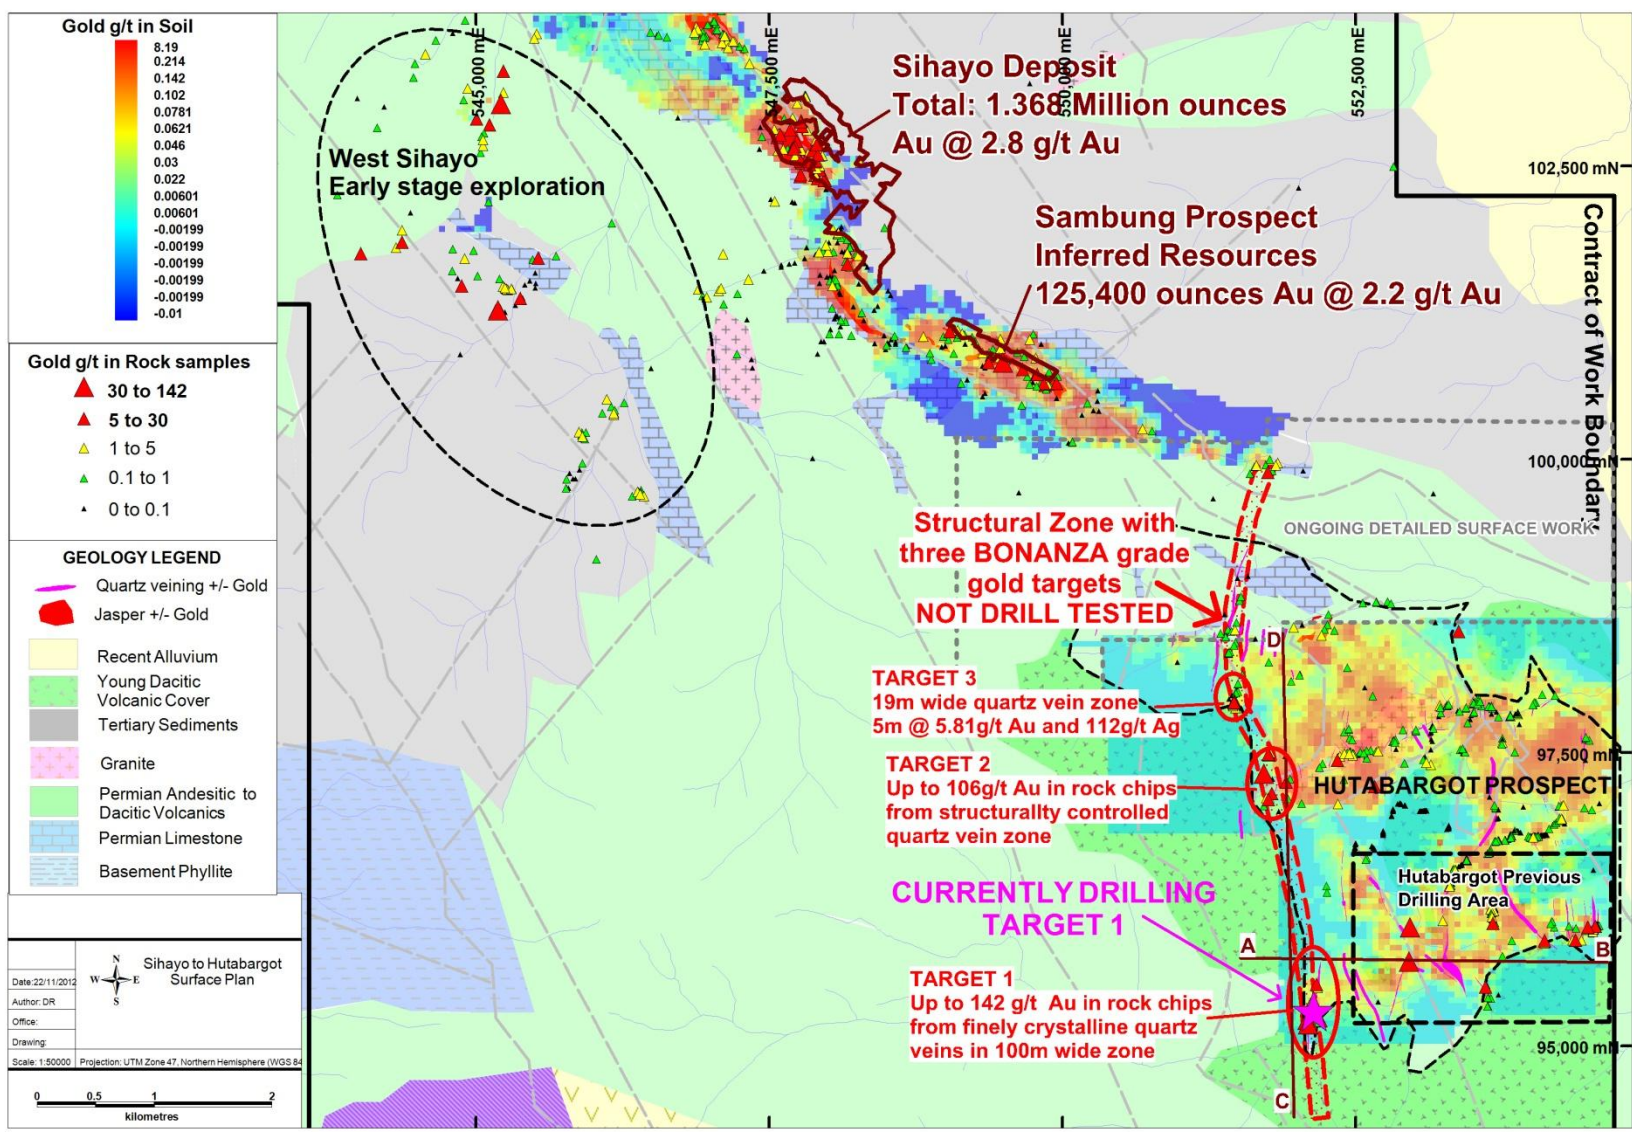 Gold g/t in Soil
8.19
0.214
0.142
0.102
0.0781
0.0621
0.046
0.03
0.022
0.00601
0.00601
-0.00199
-0.00199
-0.00199
-0.00199
-0.01
Gold g/t in Rock samples
30 to 142
5 to 30
1 to 5
0.1 to 1
0 to 0.1
GEOLOGY LEGEND
Quartz veining +/- Gold
Jasper +/- Gold
Recent Alluvium
Young Dacitic
Volcanic Cover
Tertiary Sediments
Granite
Permian Andesitic to
Dacitic Volcanics
Permian Limestone
Basement Phyllite
N
W E
S
Sihayo to Hutabargot
Surface Plan
Date:22/11/2012
Author: DR
Office:
Drawing:
Scale: 1:50000
Projection: UTM Zone 47, Northern Hemisphere (WGS 84
0 0.5 1 2
kilometres
545,000 mE
547,500 mE
550,000 mE
552,500 mE
102,500 mN
100,000 mN
97,500 mN
95,000 mN
West Sihayo
Early stage exploration
Sihayo Deposit
Total: 1.368 Million ounces
Au @ 2.8 g/t Au
Sambung Prospect
Inferred Resources
125,400 ounces Au @ 2.2 g/t Au
Contract of Work Boundary
ONGOING DETAILED SURFACE WORK
Structural Zone with
three BONANZA grade
gold targets
NOT DRILL TESTED
D
TARGET 3
19m wide quartz vein zone
5m @ 5.81g/t Au and 112g/t Ag
TARGET 2
Up to 106g/t Au in rock chips
from structurallty controlled
quartz vein zone
HUTABARGOT PROSPECT
Hutabargot Previous
Drilling Area
CURRENTLY DRILLING
TARGET 1
A
B
TARGET 1
Up to 142 g/t Au in rock chips
from finely crystalline quartz
veins in 100m wide zone
C